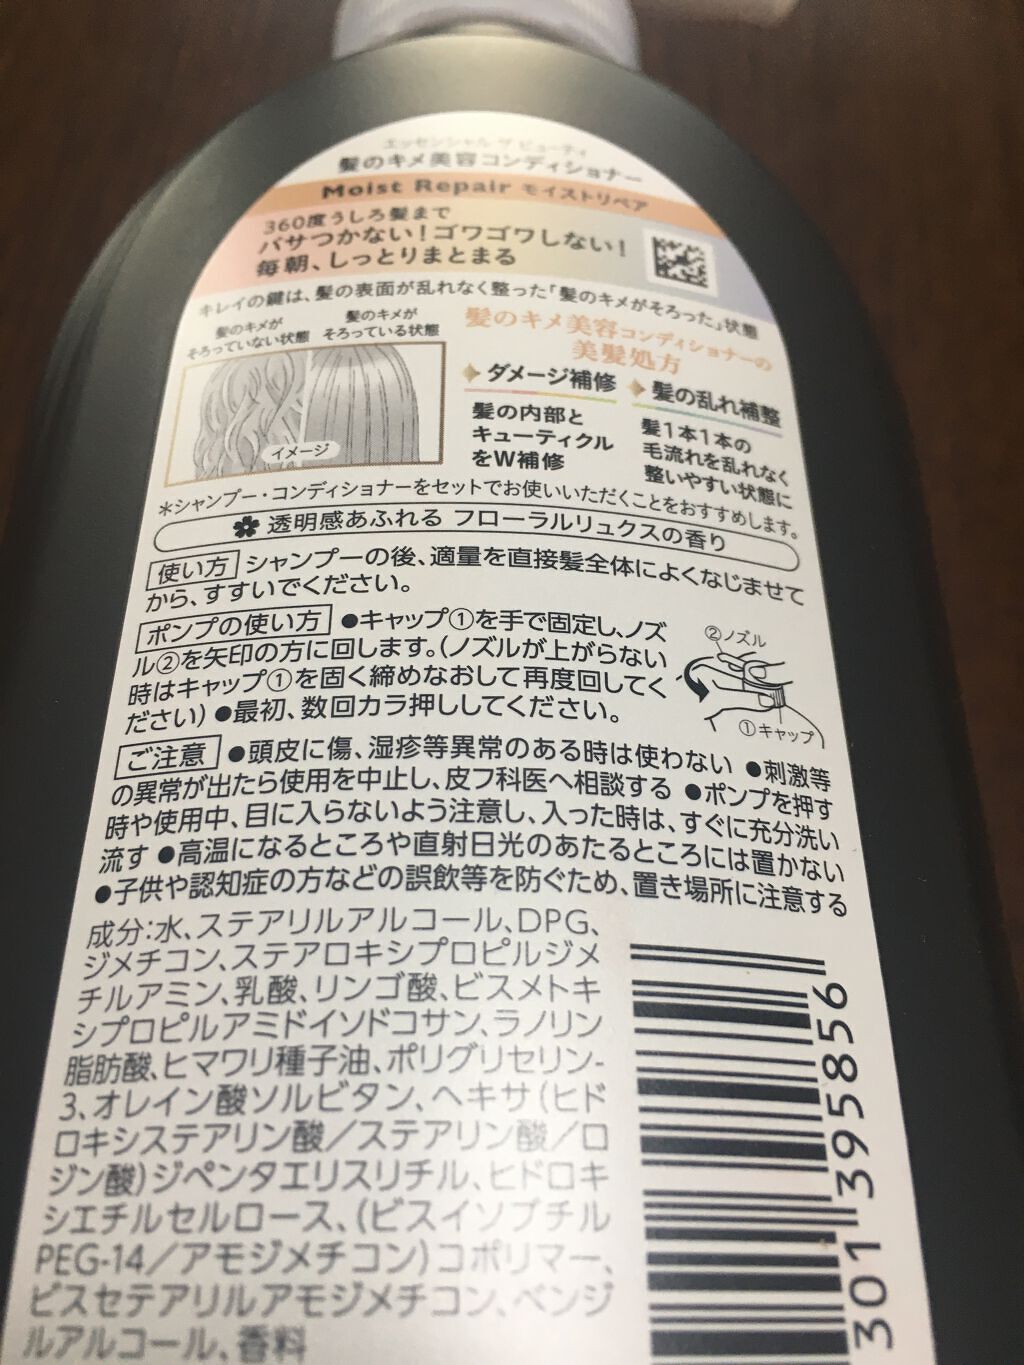 エッセンシャル ザ ビューティ
髪のキメ美容コンディショナー
Moist Repair モイストリペア
360度うしろ髪まで
パサつかない！ゴワゴワしない！
毎朝、しっとりまとまる
キレイの鍵は、髪の表面が乱れなく整った「髪のキメがそろった」状態
髪のキメが
そろっていない状態
髪のキメが
そろっている状態
イメージ
髪のキメ美容コンディショナーの
美髪処方
ダメージ補修
髪の内部と
キューティクル
をW補修
髪の乱れ補整
髪1本1本の
毛流れを乱れなく
整いやすい状態に
＊シャンプー・コンディショナーをセットでお使いいただくことをおすすめします。
透明感あふれる フローラルリュクスの香り
使い方 シャンプーの後、適量を直接髪全体によくなじませて
から、すすいでください。
ポンプの使い方 ●キャップ①を手で固定し、ノズ
ル②を矢印の方に回します。（ノズルが上がらない
時はキャップ①を固く締めなおして再度回してく
ださい）●最初、数回カラ押ししてください。
②ノズル
①キャップ
ご注意 ●頭皮に傷、湿疹等異常のある時は使わない ●刺激等
の異常が出たら使用を中止し、皮フ科医へ相談する ●ポンプを押す
時や使用中、目に入らないよう注意し、入った時は、すぐに充分洗い
流す ●高温になるところや直射日光のあたるところには置かない
●子供や認知症の方などの誤飲等を防ぐため、置き場所に注意する
成分：水、ステアリルアルコール、DPG、
ジメチコン、ステアロキシプロピルジメ
チルアミン、乳酸、リンゴ酸、ビスメトキ
シプロピルアミドイソドコサン、ラノリン
脂肪酸、ヒマワリ種子油、ポリグリセリン-
3、オレイン酸ソルビタン、ヘキサ（ヒド
ロキシステアリン酸／ステアリン酸／ロ
ジン酸）ジペンタエリスリチル、ヒドロキ
シエチルセルロース、（ビスイソブチル
PEG-14／アモジメチコン）コポリマー、
ビスセテアリルアモジメチコン、ベンジ
ルアルコール、香料
301 395856